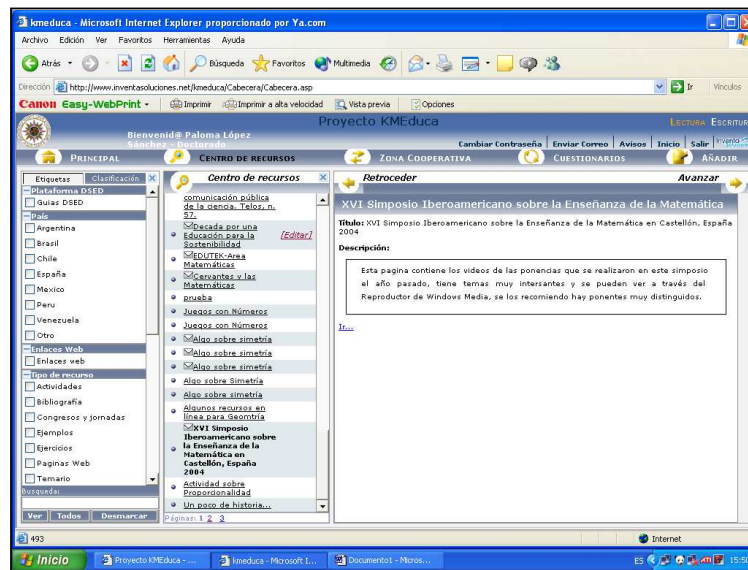 kmeduca - Microsoft Internet Explorer proporcionado por Ya.com
Archivo Edición Ver Favoritos Herramientas Ayuda
Atrás Búsqueda Favoritos Multimedia
Dirección http://www.inventasoluciones.net/kmeduca/Cabecera/Cabecera.asp Ir Vínculos
Canon Easy-WebPrint Imprimir Imprimir a alta velocidad Vista previa Opciones
Proyecto KMEduca
LECTURA ESCRITUR
Bienvenid@ Paloma López
Sánchez - Doctorado
Cambiar Contraseña Enviar Correo Avisos Inicio Salir
PRINCIPAL CENTRO DE RECURSOS ZONA COOPERATIVA CUESTIONARIOS AÑADIR
Etiquetas Clasificación X
Plataforma DSED
Guias DSED
País
Argentina
Brasil
Chile
España
Mexico
Peru
Venezuela
Otro
Enlaces Web
Enlaces web
Tipo de recurso
Actividades
Bibliografía
Congresos y jornadas
Ejemplos
Ejercicios
Paginas Web
Temario
Busqueda:
Ver Todos Desmarcar
Centro de recursos X
comunicación pública
de la ciencia. Telos, n.
57.
Decada por una
Educación para la [Editar]
Sostenibilidad
EDUTEK-Area
Matemáticas
Cervantes y las
Matemáticas
prueba
Juegos con Números
Juegos con Números
Algo sobre simetría
Algo sobre simetría
Algo sobre simetría
Algo sobre Simetría
Algo sobre simetría
Algunos recursos en
línea para Geomtría
XVI Simposio
Iberoamericano sobre
la Enseñanza de la
Matemática en
Castellón, España
2004
Actividad sobre
Proporcionalidad
Un poco de historia...
Páginas: 1 2 3
Retroceder Avanzar
XVI Simposio Iberoamericano sobre la Enseñanza de la Matemática
Título: XVI Simposio Iberoamericano sobre la Enseñanza de la Matemática en Castellón, España
2004
Descripción:
Esta pagina contiene los videos de las ponencias que se realizaron en este simposio
el año pasado, tiene temas muy intersantes y se pueden ver a través del
Reproductor de Windows Media, se los recomiendo hay ponentes muy distinguidos.
Ir...
493 Internet
Inicio Proyecto KMEduca - ... kmeduca - Microsoft I... Documento1 - Micros... ES 15:50